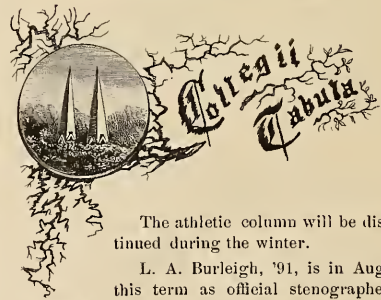 Collegii
Tabula
The athletic column will be dis
tinued during the winter.
L. A. Burleigh, '91, is in Aug
this term as official stenographe